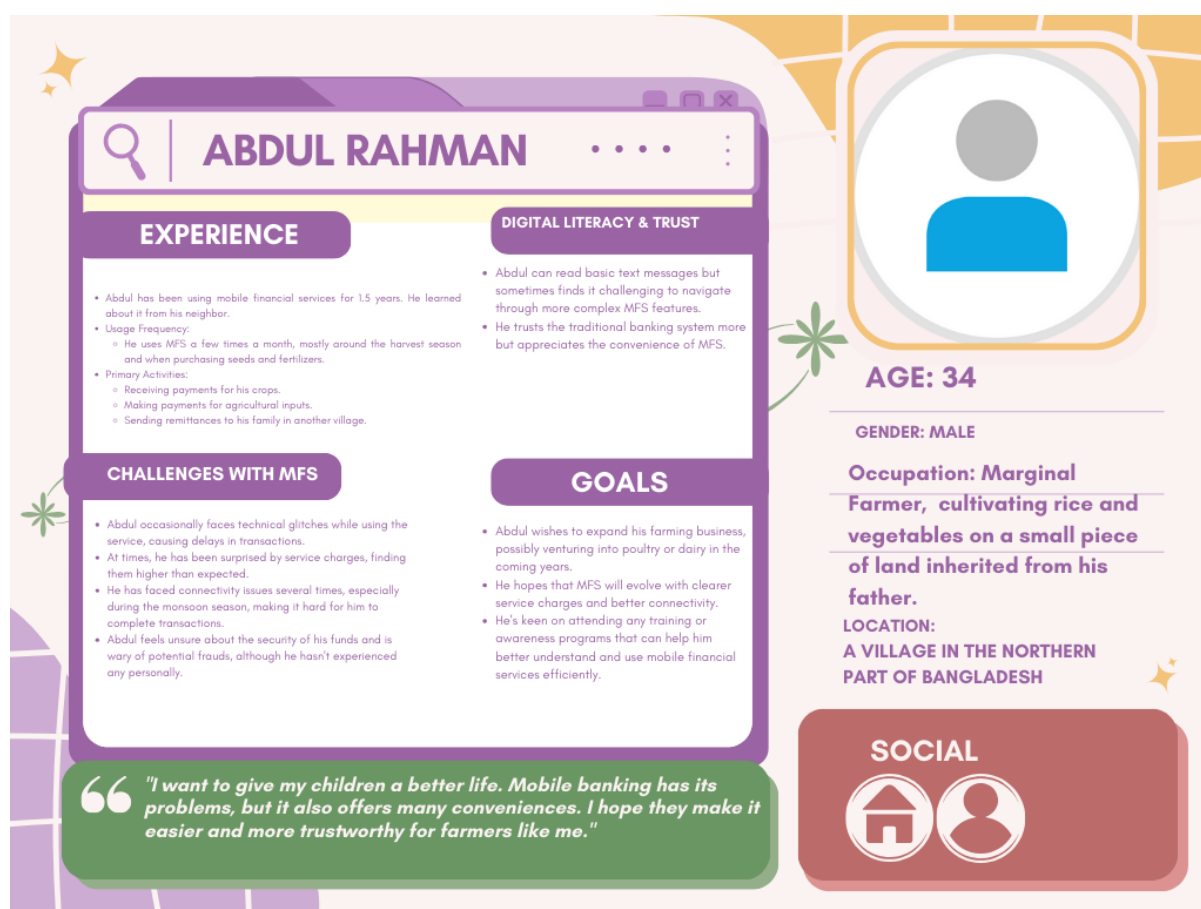 ABDUL RAHMAN
EXPERIENCE
• Abdul has been using mobile financial services for 1.5 years. He learned
about it from his neighbor.
• Usage Frequency:
◦ He uses MFS a few times a month, mostly around the harvest season
and when purchasing seeds and fertilizers.
• Primary Activities:
◦ Receiving payments for his crops.
◦ Making payments for agricultural inputs.
◦ Sending remittances to his family in another village.
DIGITAL LITERACY & TRUST
• Abdul can read basic text messages but
sometimes finds it challenging to navigate
through more complex MFS features.
• He trusts the traditional banking system more
but appreciates the convenience of MFS.
CHALLENGES WITH MFS
• Abdul occasionally faces technical glitches while using the
service, causing delays in transactions.
• At times, he has been surprised by service charges, finding
them higher than expected.
• He has faced connectivity issues several times, especially
during the monsoon season, making it hard for him to
complete transactions.
• Abdul feels unsure about the security of his funds and is
wary of potential frauds, although he hasn't experienced
any personally.
GOALS
• Abdul wishes to expand his farming business,
possibly venturing into poultry or dairy in the
coming years.
• He hopes that MFS will evolve with clearer
service charges and better connectivity.
• He's keen on attending any training or
awareness programs that can help him
better understand and use mobile financial
services efficiently.
"I want to give my children a better life. Mobile banking has its
problems, but it also offers many conveniences. I hope they make it
easier and more trustworthy for farmers like me."
AGE: 34
GENDER: MALE
Occupation: Marginal
Farmer, cultivating rice and
vegetables on a small piece
of land inherited from his
father.
LOCATION:
A VILLAGE IN THE NORTHERN
PART OF BANGLADESH
SOCIAL